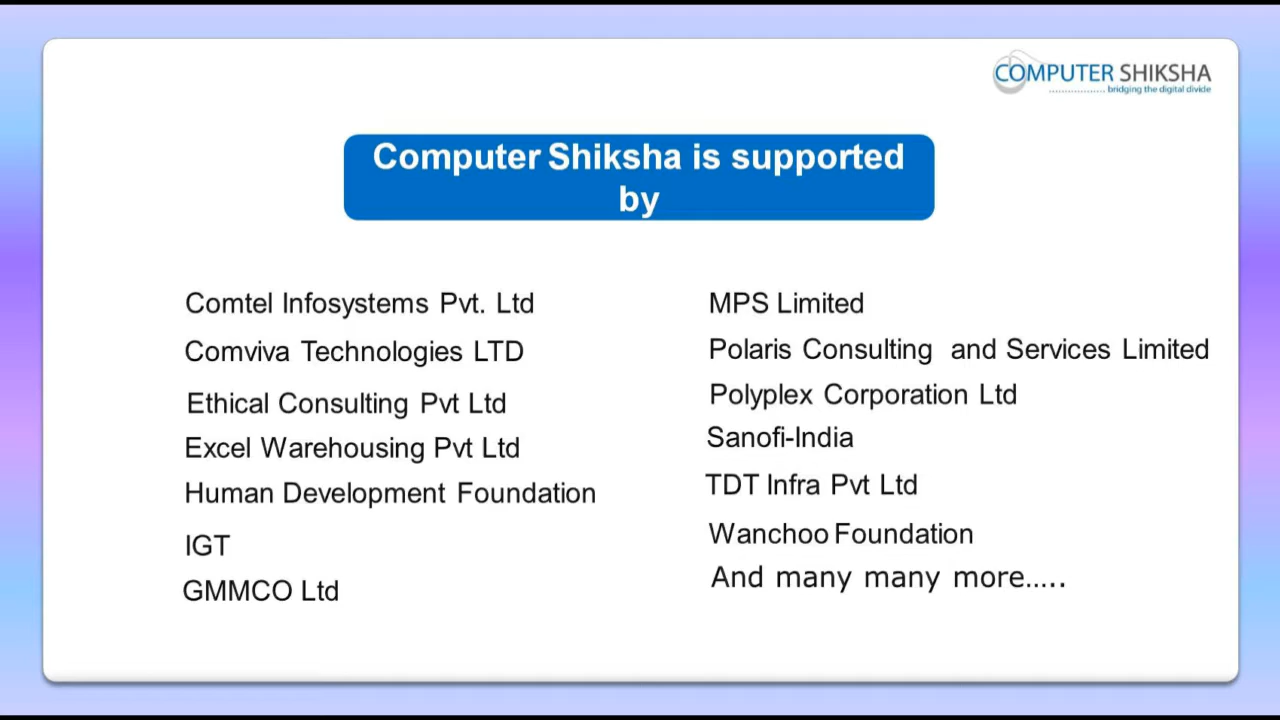 COMPUTER SHIKSHA
bridging the digital divide
Computer Shiksha is supported
by
Comtel Infosystems Pvt. Ltd
Comviva Technologies LTD
Ethical Consulting Pvt Ltd
Excel Warehousing Pvt Ltd
Human Development Foundation
IGT
GMMCO Ltd
MPS Limited
Polaris Consulting and Services Limited
Polyplex Corporation Ltd
Sanofi-India
TDT Infra Pvt Ltd
Wanchoo Foundation
And many many more.....